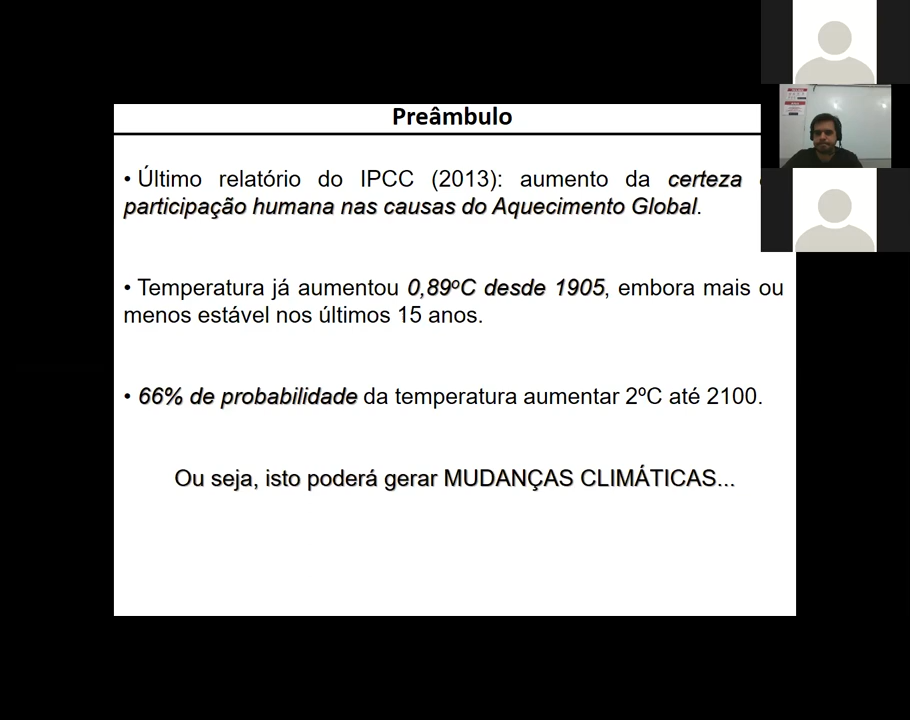 Preâmbulo
• Último relatório do IPCC (2013): aumento da certeza
participação humana nas causas do Aquecimento Global.
• Temperatura já aumentou 0,89ºC desde 1905, embora mais ou
menos estável nos últimos 15 anos.
• 66% de probabilidade da temperatura aumentar 2ºC até 2100.
Ou seja, isto poderá gerar MUDANÇAS CLIMÁTICAS...